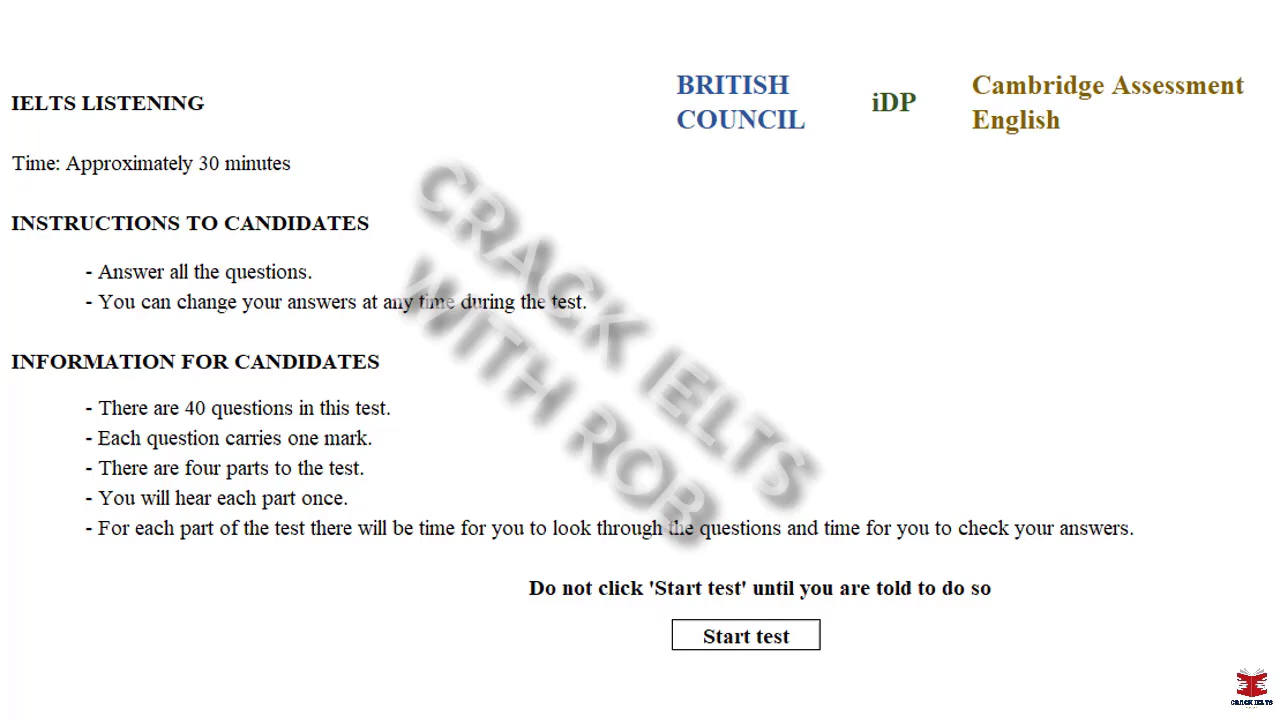 BRITISH
COUNCIL
iDP
Cambridge Assessment
English
IELTS LISTENING
Time: Approximately 30 minutes
INSTRUCTIONS TO CANDIDATES
- Answer all the questions.
- You can change your answers at any time during the test.
INFORMATION FOR CANDIDATES
- There are 40 questions in this test.
- Each question carries one mark.
- There are four parts to the test.
- You will hear each part once.
- For each part of the test there will be time for you to look through the questions and time for you to check your answers.
Do not click 'Start test' until you are told to do so
Start test
CRACK IELTS
WITH ROB
CRACK IELTS